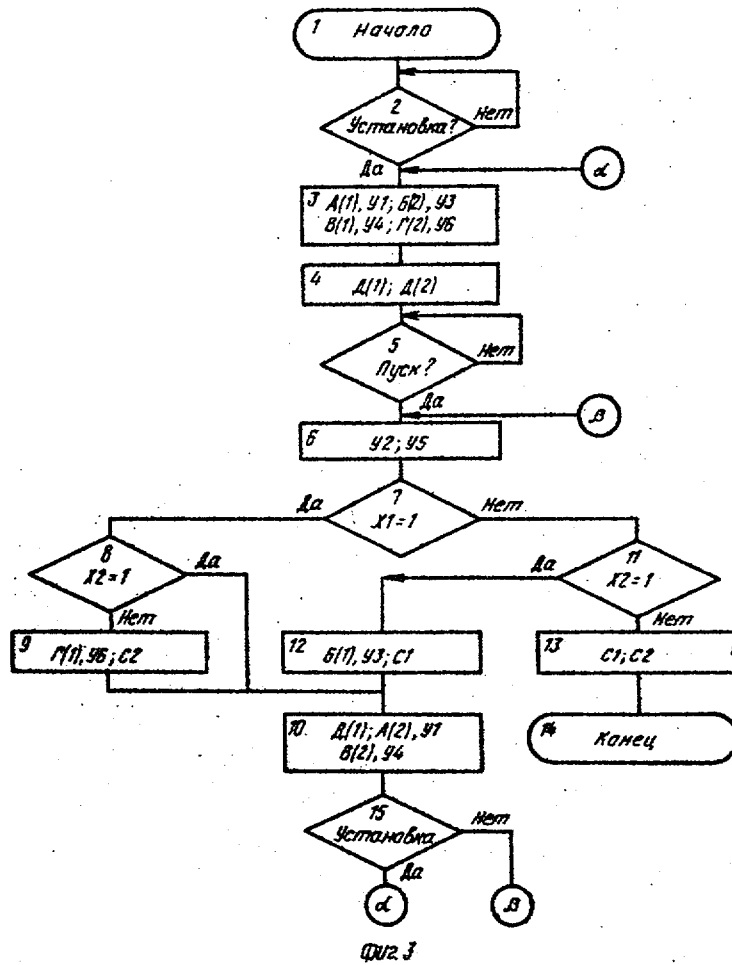 1 Начало
2
Установка?
Нет
Да
α
3 А(1), У1; Б(2), У3
В(1), У4; Г(2), У6
4 Д(1); Д(2)
5
Пуск?
Нет
Да
β
6 У2; У5
7
X1=1
Да
Нет
8
X2=1
Да
Нет
11
X2=1
Да
Нет
9 Г(1), У6; С2
12 Б(1), У3; С1
13 С1; С2
10. Д(1); А(2), У1
В(2), У4
14 Конец
15
Установка
Нет
Да
α
β
Фиг. 3